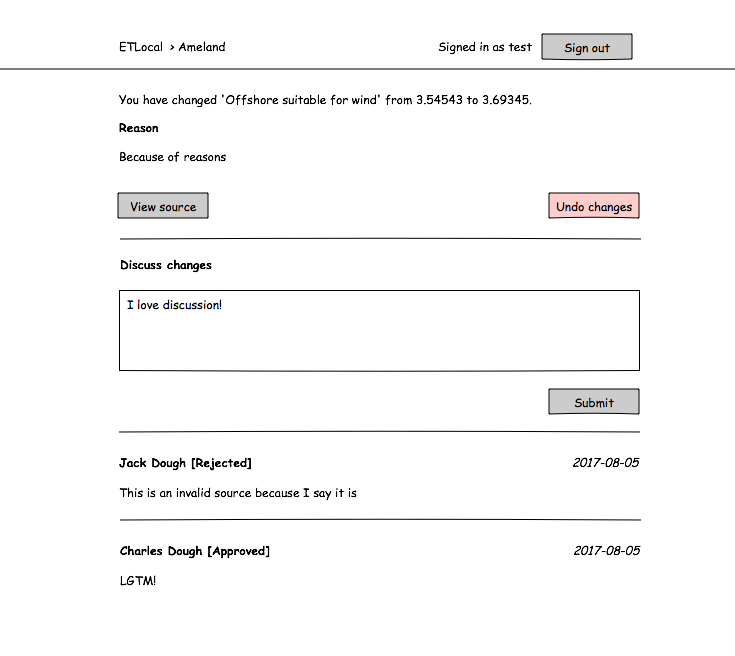 ETLocal > Ameland Signed in as test Sign out
You have changed 'Offshore suitable for wind' from 3.54543 to 3.69345.
Reason
Because of reasons
View source Undo changes
Discuss changes
I love discussion!
Submit
Jack Dough [Rejected] 2017-08-05
This is an invalid source because I say it is
Charles Dough [Approved] 2017-08-05
LGTM!